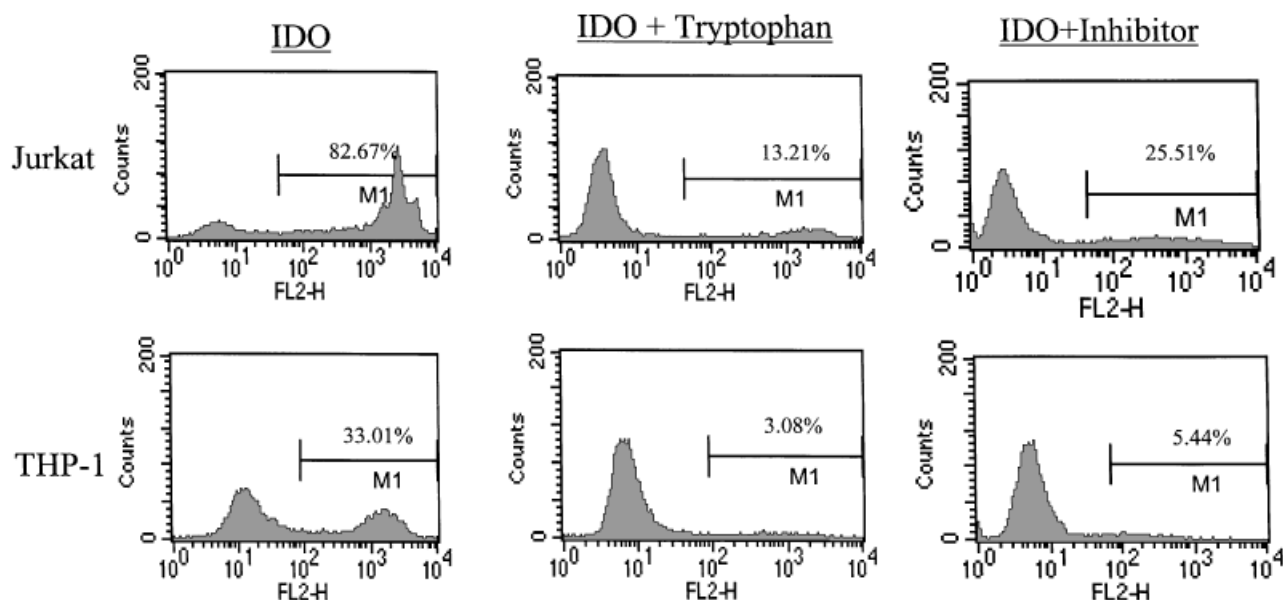 IDO
IDO + Tryptophan
IDO+Inhibitor
Jurkat
200
Counts
0
82.67%
M1
10^0 10^1 10^2 10^3 10^4
FL2-H
200
Counts
0
13.21%
M1
10^0 10^1 10^2 10^3 10^4
FL2-H
200
Counts
0
25.51%
M1
10^0 10^1 10^2 10^3 10^4
FL2-H
THP-1
200
Counts
0
33.01%
M1
10^0 10^1 10^2 10^3 10^4
FL2-H
200
Counts
0
3.08%
M1
10^0 10^1 10^2 10^3 10^4
FL2-H
200
Counts
0
5.44%
M1
10^0 10^1 10^2 10^3 10^4
FL2-H